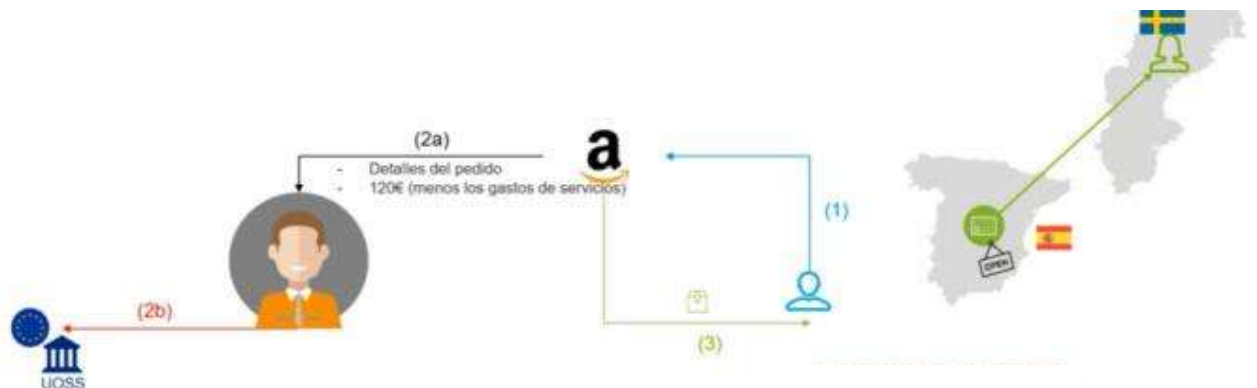 (2a)
- Detalles del pedido
- 120€ (menos los gastos de servicios)
a
(1)
OPEN
(2b)
(3)
UOSS